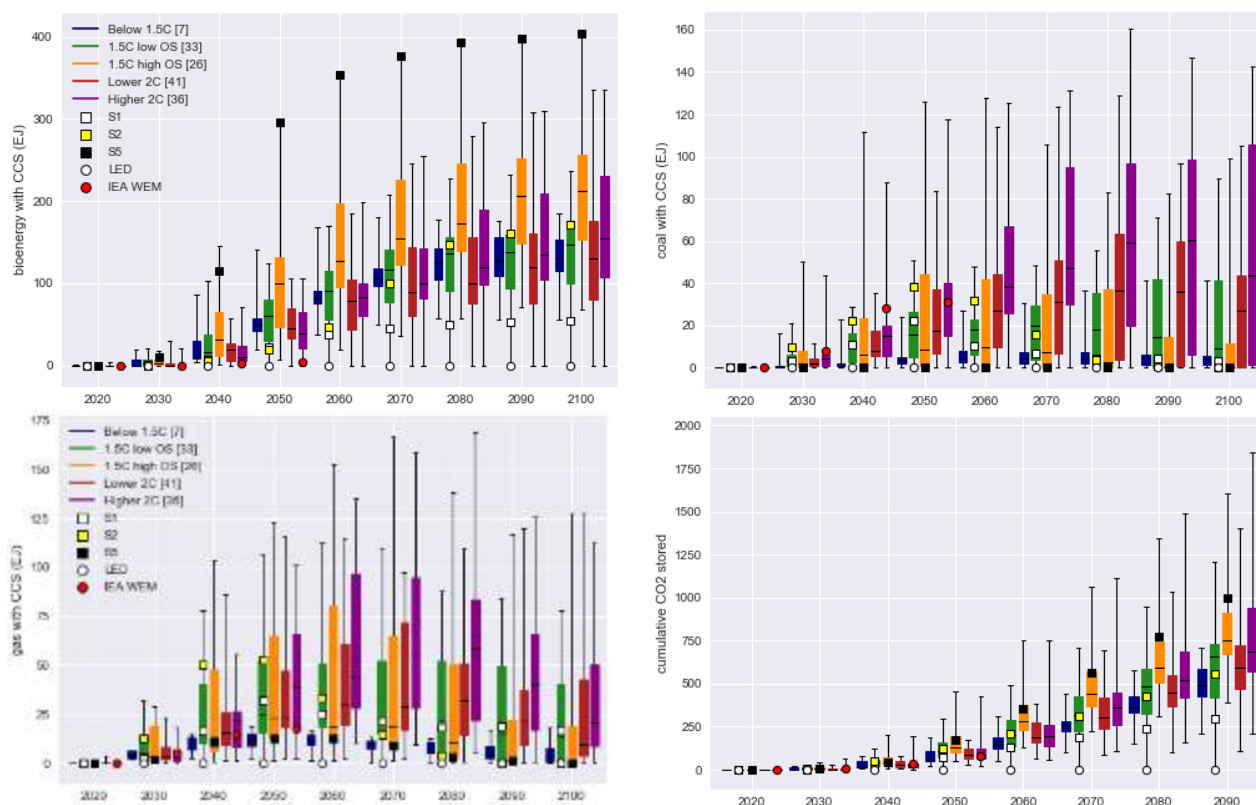 400
300
200
100
0
bioenergy with CCS (EJ)
Below 1.5C [7]
1.5C low OS [33]
1.5C high OS [26]
Lower 2C [41]
Higher 2C [36]
S1
S2
S5
LED
IEA WEM
2020 2030 2040 2050 2060 2070 2080 2090 2100
160
140
120
100
80
60
40
20
0
coal with CCS (EJ)
2020 2030 2040 2050 2060 2070 2080 2090 2100
175
150
125
100
75
50
25
0
gas with CCS (EJ)
Below 1.5C [7]
1.5C low OS [33]
1.5C high OS [26]
Lower 2C [41]
Higher 2C [36]
S1
S2
S5
LED
IEA WEM
2020 2030 2040 2050 2060 2070 2080 2090 2100
2000
1750
1500
1250
1000
750
500
250
0
cumulative CO2 stored
2020 2030 2040 2050 2060 2070 2080 2090